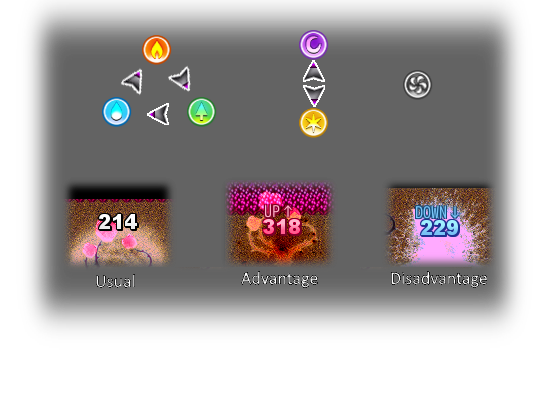 214
UP ↑
318
DOWN ↓
229
Usual
Advantage
Disadvantage